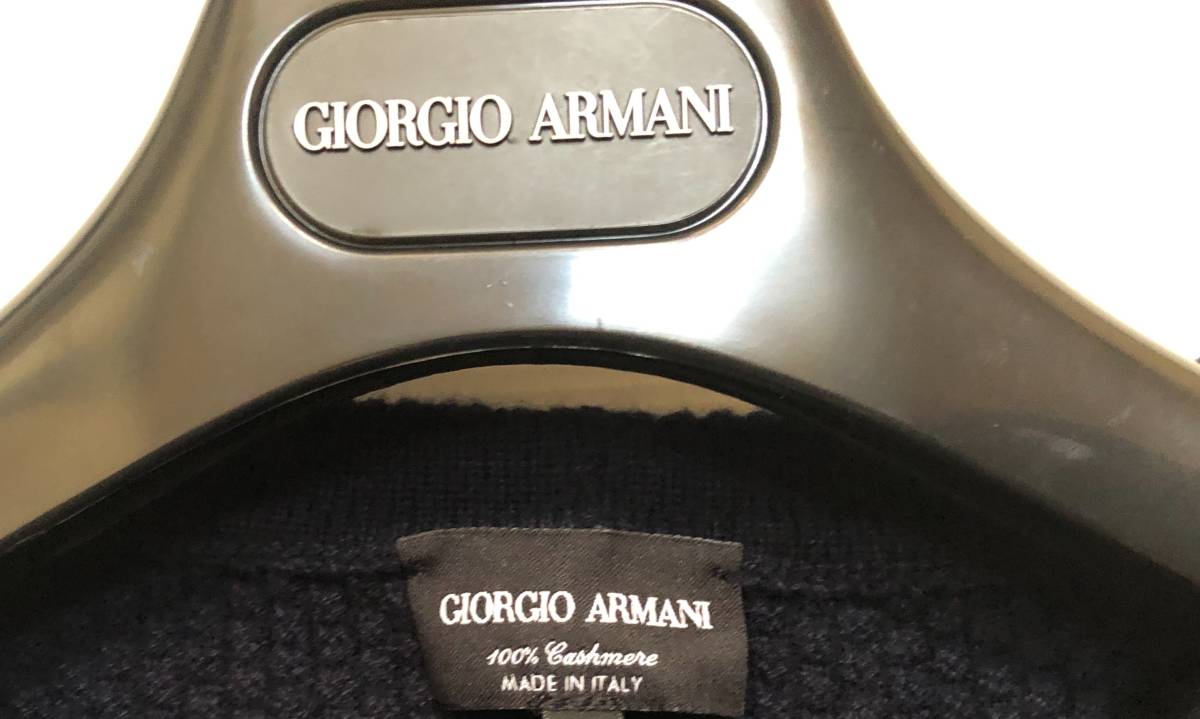 GIORGIO ARMANI
GIORGIO ARMANI
100% Cashmere
MADE IN ITALY